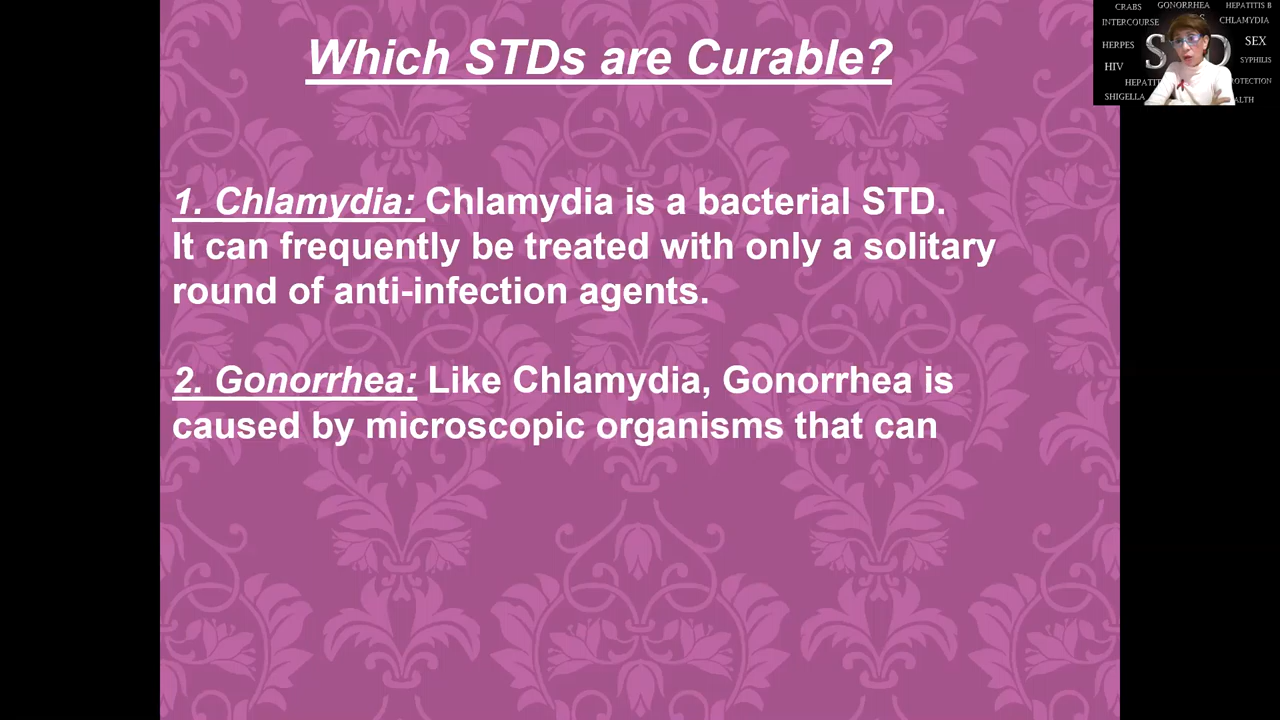 Which STDs are Curable?
1. Chlamydia: Chlamydia is a bacterial STD.
It can frequently be treated with only a solitary
round of anti-infection agents.
2. Gonorrhea: Like Chlamydia, Gonorrhea is
caused by microscopic organisms that can
CRABS GONORRHEA HEPATITIS B
INTERCOURSE CHLAMYDIA
HERPES SEX
HIV SYPHILIS
SHIGELLA